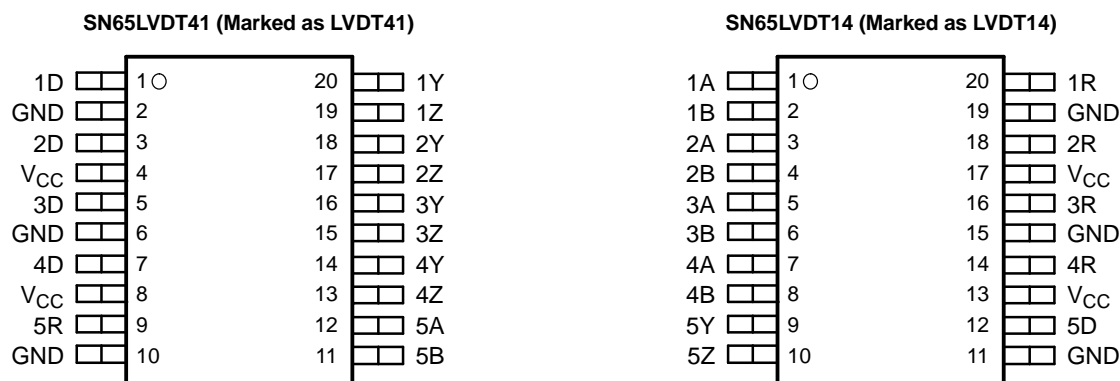 SN65LVDT41 (Marked as LVDT41)
1D 1 20 1Y
GND 2 19 1Z
2D 3 18 2Y
VCC 4 17 2Z
3D 5 16 3Y
GND 6 15 3Z
4D 7 14 4Y
VCC 8 13 4Z
5R 9 12 5A
GND 10 11 5B
SN65LVDT14 (Marked as LVDT14)
1A 1 20 1R
1B 2 19 GND
2A 3 18 2R
2B 4 17 VCC
3A 5 16 3R
3B 6 15 GND
4A 7 14 4R
4B 8 13 VCC
5Y 9 12 5D
5Z 10 11 GND